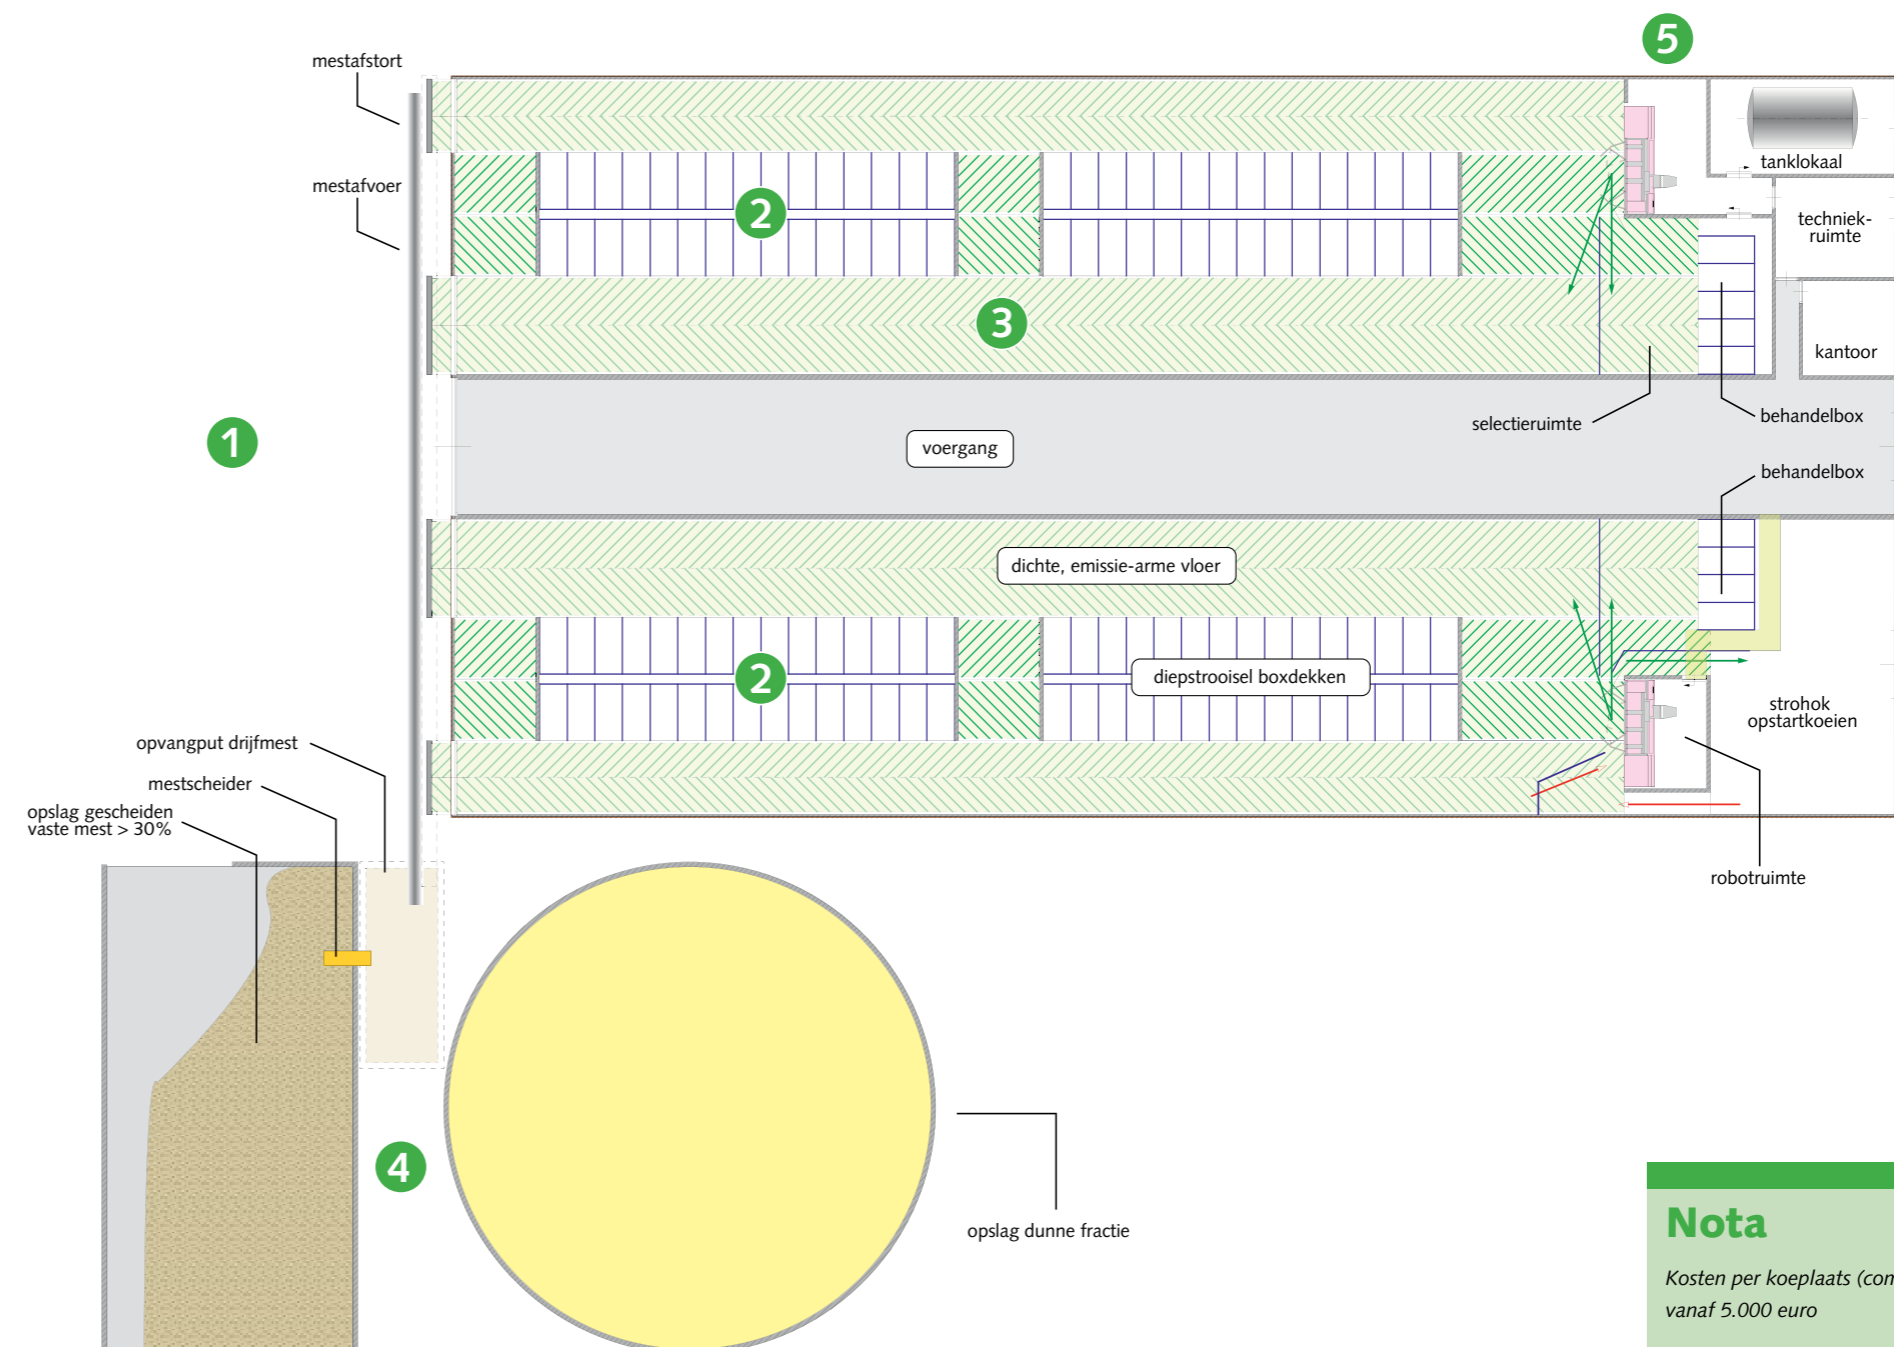 5
mestafstort
tanklokaal
mestafvoer
2
techniek-
ruimte
3
kantoor
selectieruimte
behandelbox
1
voergang
behandelbox
dichte, emissie-arme vloer
2
diepstrooisel boxdekken
strohok
opstartkoeien
opvangput drijfmest
mestscheider
opslag gescheiden
vaste mest > 30%
robotruimte
4
opslag dunne fractie
Nota
Kosten per koeplaats
vanaf 5.000 euro